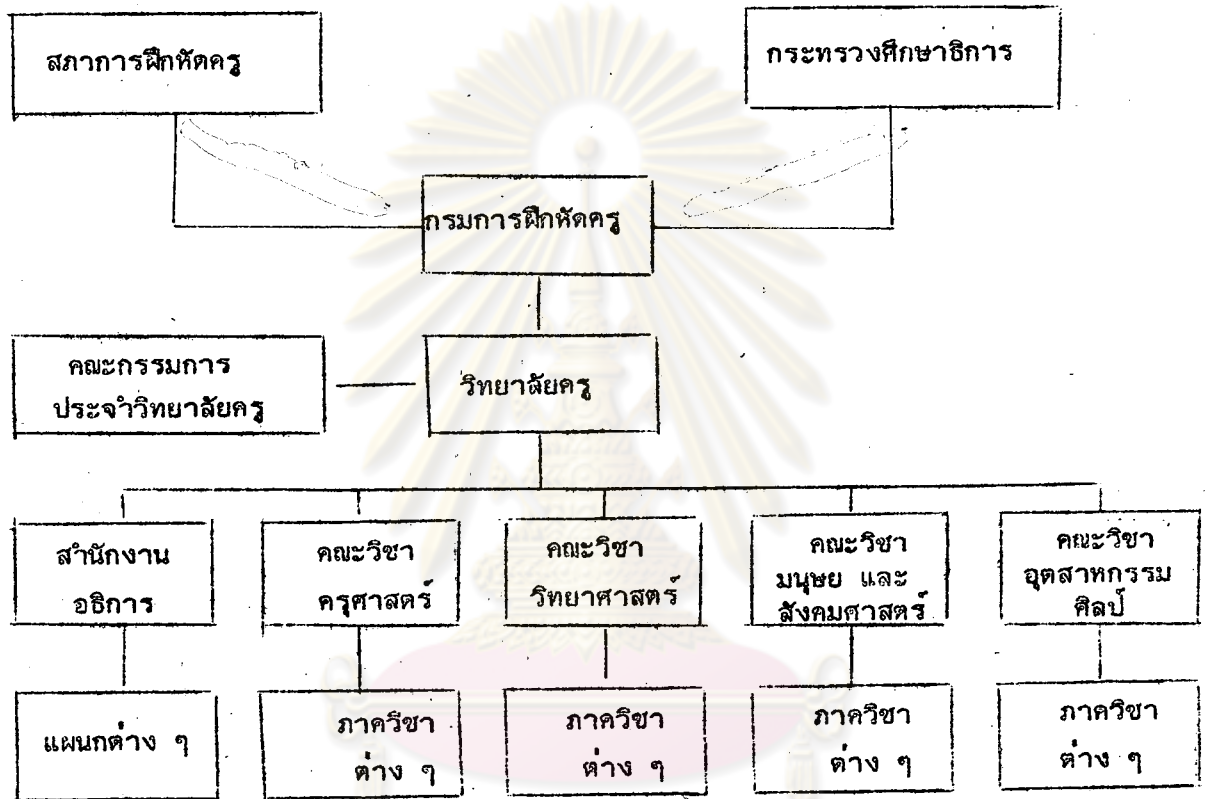 สภาการฝึกหัดครู
กระทรวงศึกษาธิการ
กรมการฝึกหัดครู
คณะกรรมการ
ประจำวิทยาลัยครู
วิทยาลัยครู
สำนักงาน
อธิการ
คณะวิชา
ครุศาสตร์
คณะวิชา
วิทยาศาสตร์
คณะวิชา
มนุษย และ
สังคมศาสตร์
คณะวิชา
อุตสาหกรรม
ศิลป์
แผนกต่าง ๆ
ภาควิชา
ต่าง ๆ
ภาควิชา
ต่าง ๆ
ภาควิชา
ต่าง ๆ
ภาควิชา
ต่าง ๆ